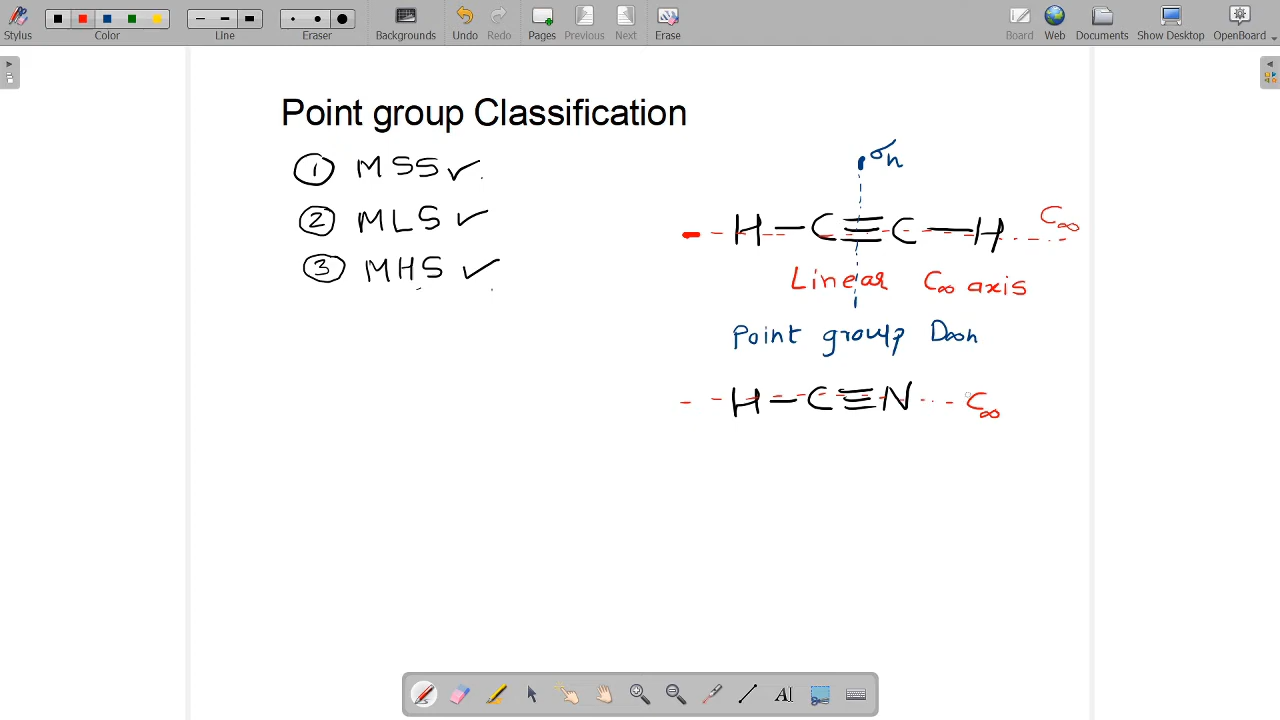 Stylus
Color
Line
Eraser
Backgrounds
Undo
Redo
Pages
Previous
Next
Erase
Board
Web
Documents
Show Desktop
OpenBoard
Point group Classification
① MSS ✓
② MLS ✓
③ MHS ✓
σh
H—C≡C—H C∞
Linear C∞ axis
Point group D∞h
H—C≡N C∞
AI